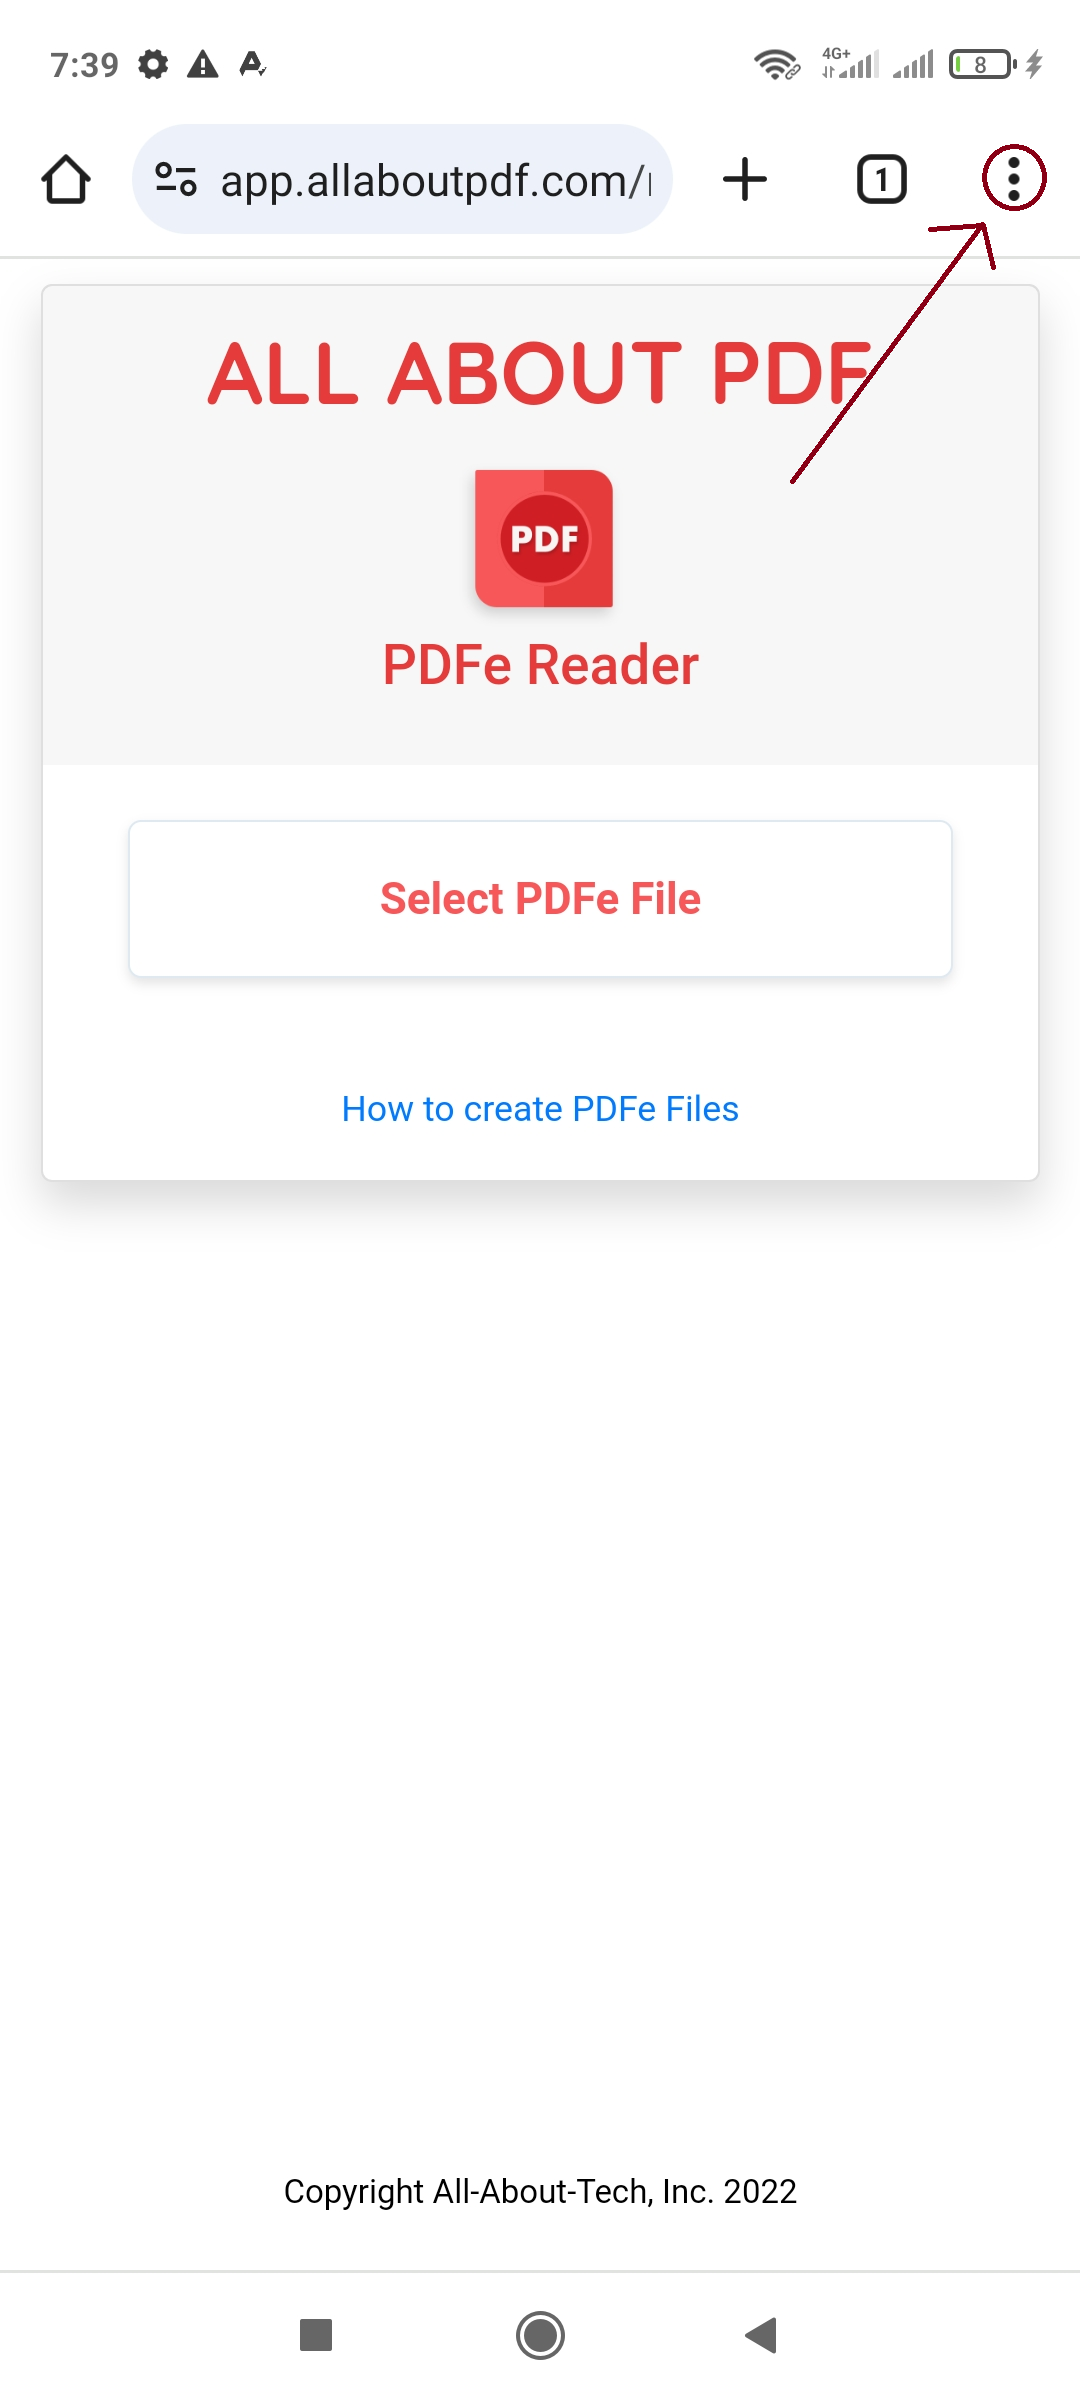 7:39
4G+
8
app.allaboutpdf.com/
1
ALL ABOUT PDF
PDF
PDFe Reader
Select PDFe File
How to create PDFe Files
Copyright All-About-Tech, Inc. 2022